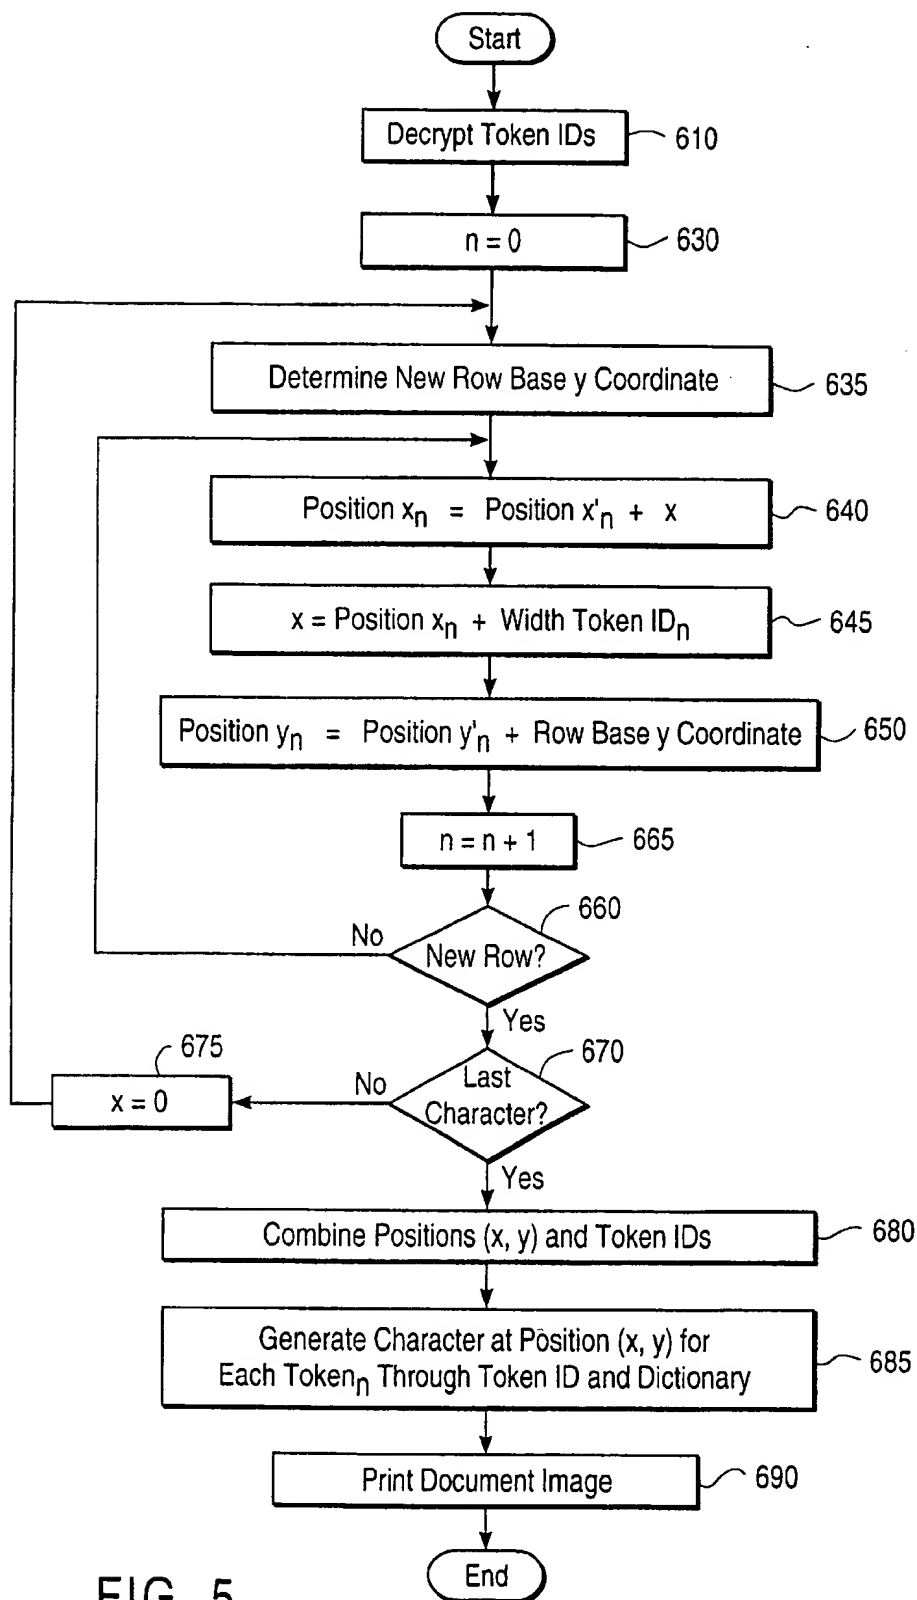 Start
Decrypt Token IDs
610
n = 0
630
Determine New Row Base y Coordinate
635
Position xn = Position x'n + x
640
x = Position xn + Width Token IDn
645
Position yn = Position y'n + Row Base y Coordinate
650
n = n + 1
665
660
No
New Row?
Yes
675
670
x = 0
No
Last
Character?
Yes
Combine Positions (x, y) and Token IDs
680
Generate Character at Position (x, y) for
Each Tokenn Through Token ID and Dictionary
685
Print Document Image
690
End
FIG. 5